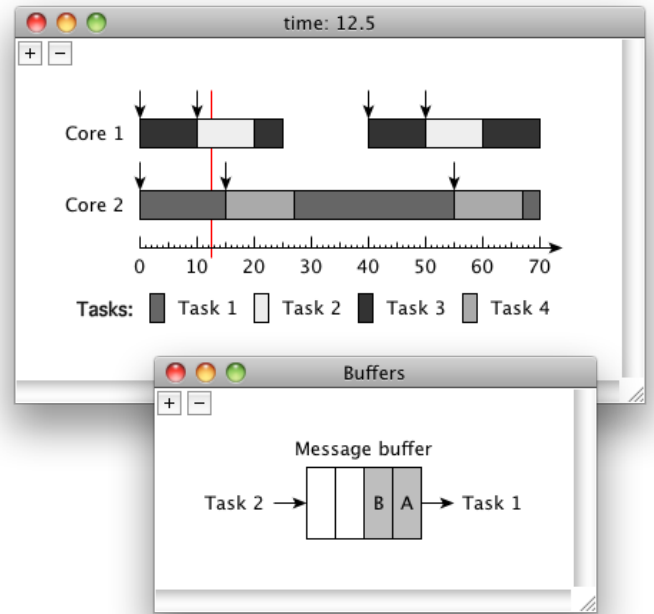 time: 12.5
+ −
Core 1
Core 2
0 10 20 30 40 50 60 70
Tasks: Task 1 Task 2 Task 3 Task 4
Buffers
+ −
Message buffer
Task 2 B A Task 1